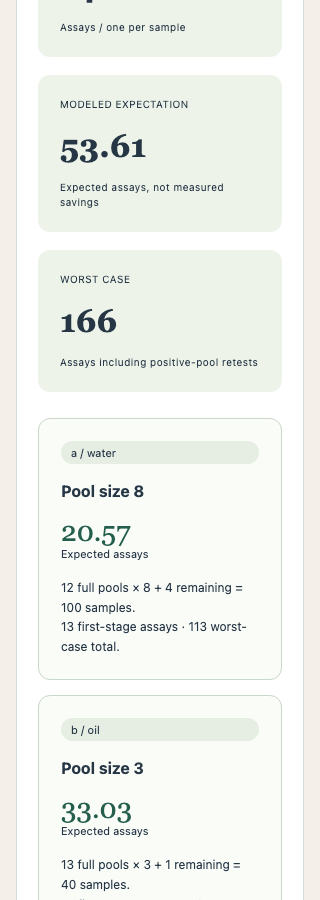 Assays / one per sample
MODELED EXPECTATION
53.61
Expected assays, not measured
savings
WORST CASE
166
Assays including positive-pool retests
a / water
Pool size 8
20.57
Expected assays
12 full pools × 8 + 4 remaining =
100 samples.
13 first-stage assays · 113 worst-
case total.
b / oil
Pool size 3
33.03
Expected assays
13 full pools × 3 + 1 remaining =
40 samples.